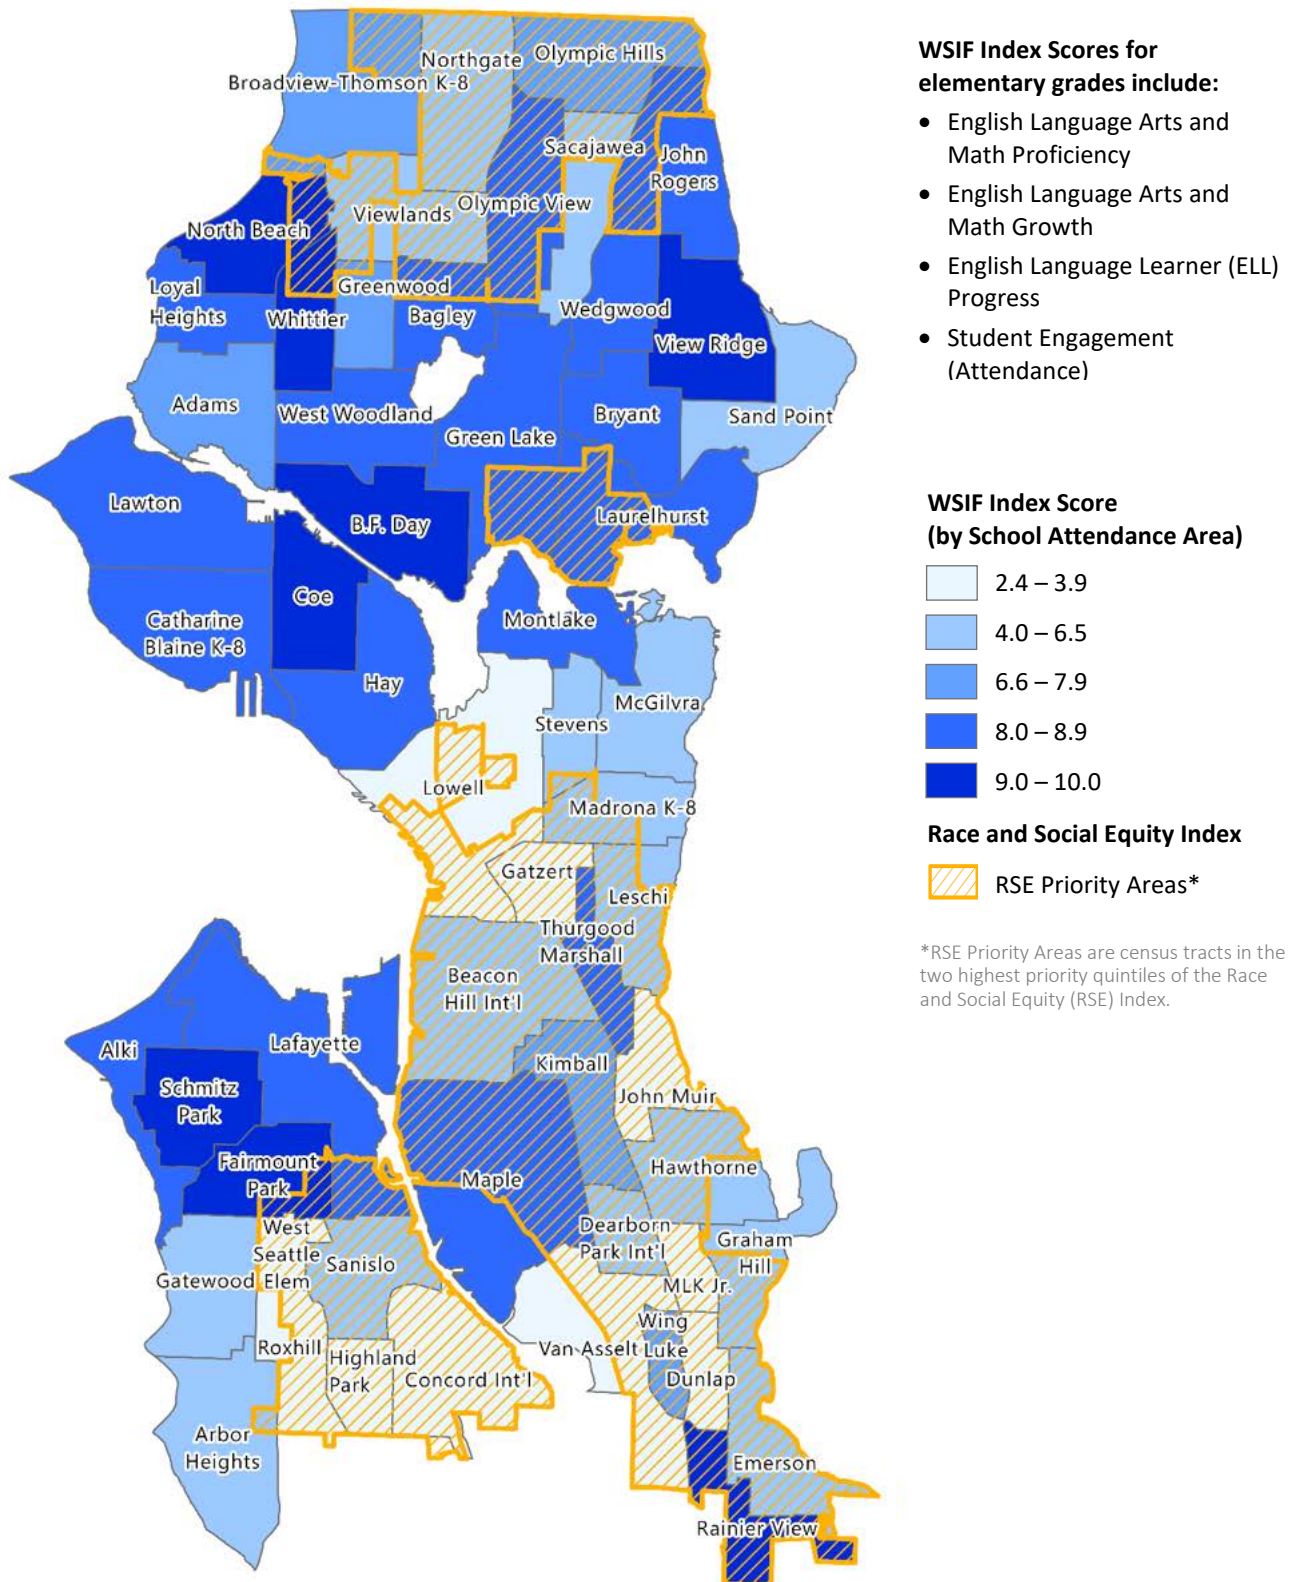 WSIF Index Scores for
elementary grades include:
• English Language Arts and
Math Proficiency
• English Language Arts and
Math Growth
• English Language Learner (ELL)
Progress
• Student Engagement
(Attendance)
WSIF Index Score
(by School Attendance Area)
2.4 – 3.9
4.0 – 6.5
6.6 – 7.9
8.0 – 8.9
9.0 – 10.0
Race and Social Equity Index
RSE Priority Areas*
*RSE Priority Areas are census tracts in the
two highest priority quintiles of the Race
and Social Equity (RSE) Index.
Northgate
Olympic Hills
Broadview-Thomson K-8
Sacajawea
John
Rogers
Viewlands
Olympic View
North Beach
Loyal
Heights
Greenwood
Whittier
Bagley
Wedgwood
View Ridge
Adams
West Woodland
Green Lake
Bryant
Sand Point
Lawton
B.F. Day
Laurelhurst
Coe
Catharine
Blaine K-8
Montlake
Hay
McGilvra
Stevens
Lowell
Madrona K-8
Gatzert
Leschi
Thurgood
Marshall
Beacon
Hill Int'l
Alki
Lafayette
Kimball
Schmitz
Park
John Muir
Fairmount
Park
Maple
Hawthorne
West
Seattle
Elem
Dearborn
Park Int'l
Graham
Hill
Sanislo
Gatewood
MLK Jr.
Wing
Luke
Roxhill
Highland
Park
Van Asselt
Concord Int'l
Dunlap
Arbor
Heights
Emerson
Rainier View